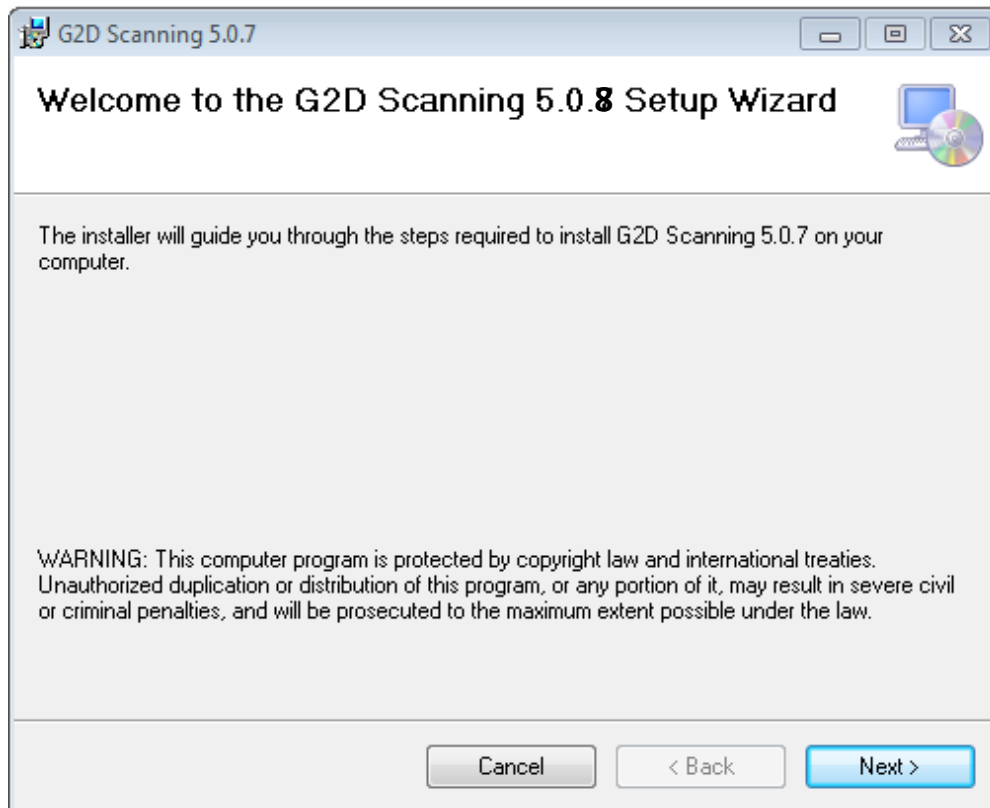 G2D Scanning 5.0.7
Welcome to the G2D Scanning 5.0.8 Setup Wizard
The installer will guide you through the steps required to install G2D Scanning 5.0.7 on your
computer.
WARNING: This computer program is protected by copyright law and international treaties.
Unauthorized duplication or distribution of this program, or any portion of it, may result in severe civil
or criminal penalties, and will be prosecuted to the maximum extent possible under the law.
Cancel
< Back
Next >